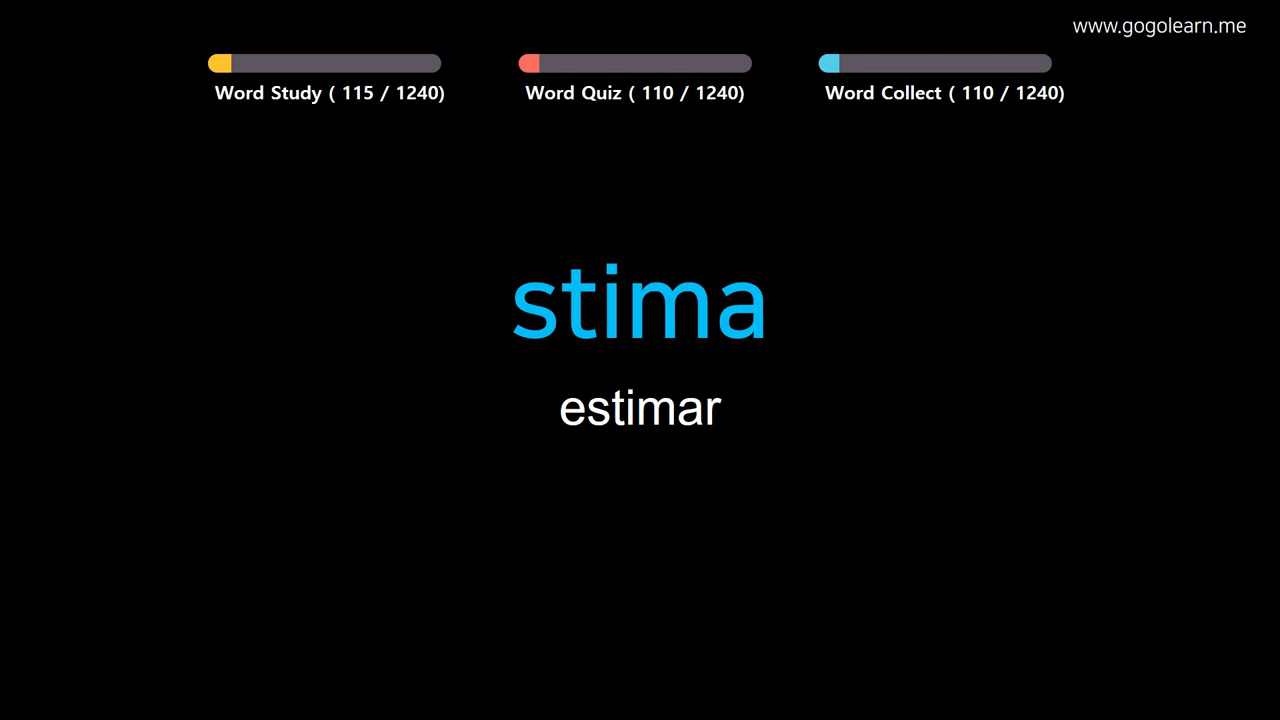 www.gogolearn.me
Word Study ( 115 / 1240)
Word Quiz ( 110 / 1240)
Word Collect ( 110 / 1240)
stima
estimar